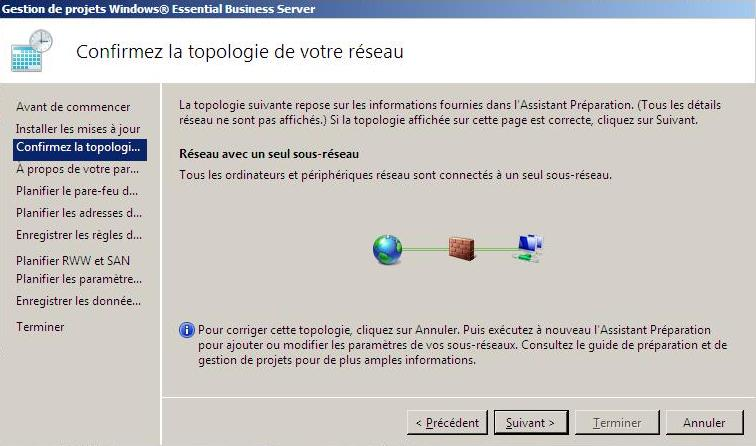 Gestion de projets Windows® Essential Business Server
Confirmez la topologie de votre réseau
Avant de commencer
Installer les mises à jour
Confirmez la topologi...
À propos de votre par...
Planifier le pare-feu d...
Planifier les adresses d...
Enregistrer les règles d...
Planifier RWW et SAN
Planifier les paramètre...
Enregistrer les donnée...
Terminer
La topologie suivante repose sur les informations fournies dans l'Assistant Préparation. (Tous les détails
réseau ne sont pas affichés.) Si la topologie affichée sur cette page est correcte, cliquez sur Suivant.
Réseau avec un seul sous-réseau
Tous les ordinateurs et périphériques réseau sont connectés à un seul sous-réseau.
Pour corriger cette topologie, cliquez sur Annuler. Puis exécutez à nouveau l'Assistant Préparation
pour ajouter ou modifier les paramètres de vos sous-réseaux. Consultez le guide de préparation et de
gestion de projets pour de plus amples informations.
< Précédent
Suivant >
Terminer
Annuler